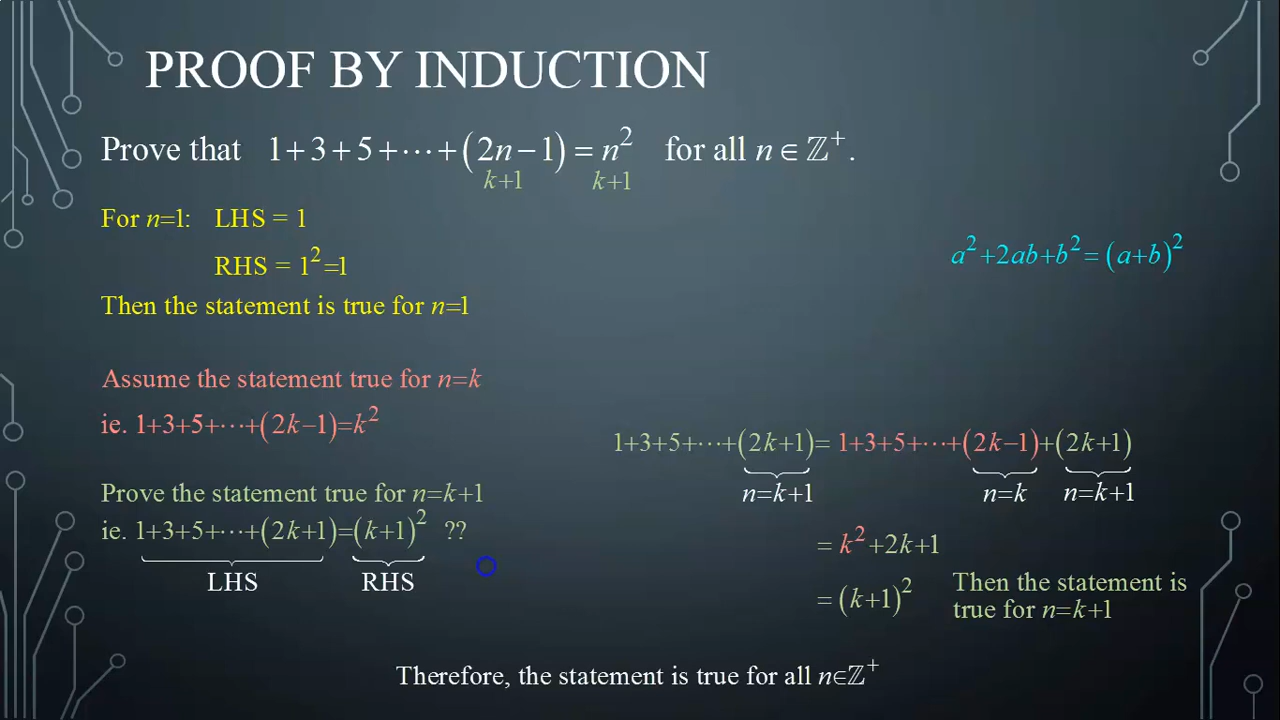 PROOF BY INDUCTION
Prove that 1+3+5+⋯+(2n−1)=n² for all n∈ℤ⁺.
k+1 k+1
For n=1: LHS = 1
RHS = 1²=1
a²+2ab+b²=(a+b)²
Then the statement is true for n=1
Assume the statement true for n=k
ie. 1+3+5+⋯+(2k−1)=k²
1+3+5+⋯+(2k+1)= 1+3+5+⋯+(2k−1)+(2k+1)
n=k+1 n=k n=k+1
Prove the statement true for n=k+1
ie. 1+3+5+⋯+(2k+1)=(k+1)² ??
LHS RHS
= k²+2k+1
= (k+1)²
Then the statement is
true for n=k+1
Therefore, the statement is true for all n∈ℤ⁺